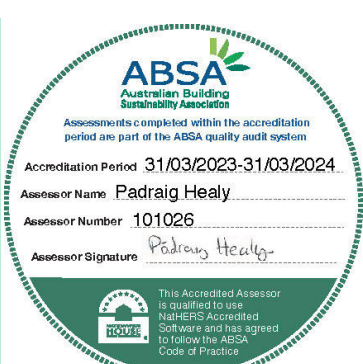 ABSA
Australian Building
Sustainability Association
Assessments completed within the accreditation
period are part of the ABSA quality audit system
Accreditation Period 31/03/2023-31/03/2024
Assessor Name Padraig Healy
Assessor Number 101026
Assessor Signature Padraig Healy
This Accredited Assessor
is qualified to use
NatHERS Accredited
Software and has agreed
to follow the ABSA
Code of Practice
HOUSE